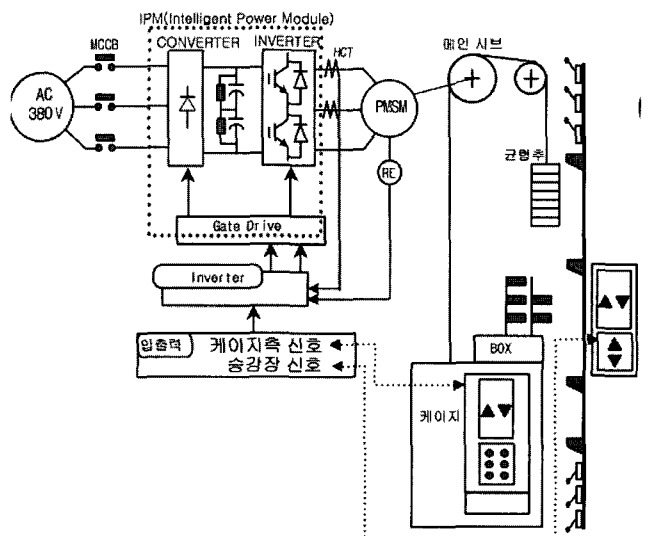 IPM(Intelligent Power Module)
MCCB
CONVERTER
INVERTER
HCT
메인 시브
AC
380V
PMSM
균형추
RE
Gate Drive
Inverter
입출력
케이지측 신호
승강장 신호
BOX
케이지